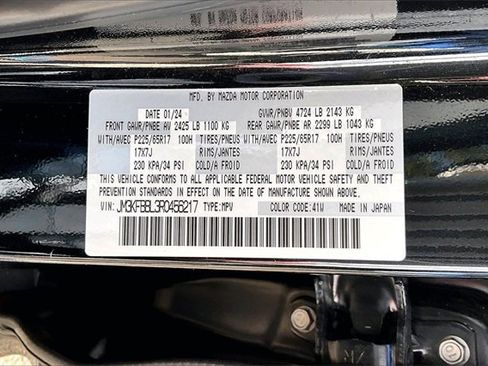 MFD. BY MAZDA MOTOR CORPORATION
DATE 01/24 GVWR/PNBV 4724 LB 2143 KG
FRONT GAWR/PNBE AV 2425 LB 1100 KG REAR GAWR/PNBE AR 2299 LB 1043 KG
WITH/AVEC P225/65R17 100H TIRES/PNEUS WITH/AVEC P225/65R17 100H TIRES/PNEUS
17X7J RIMS/JANTES 17X7J RIMS/JANTES
230 KPA/34 PSI COLD/A FROID 230 KPA/34 PSI COLD/A FROID
THIS VEHICLE CONFORMS TO ALL APPLICABLE FEDERAL MOTOR VEHICLE SAFETY AND
THEFT PREVENTION STANDARDS IN EFFECT ON THE DATE OF MANUFACTURE SHOWN ABOVE.
VIN: JM3KFBBL3R0456217 TYPE:MPV COLOR CODE:41W MADE IN JAPAN